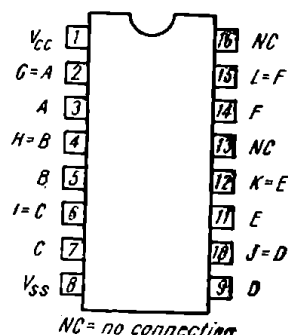 VCC 1 16 NC
G=A 2 15 L=F
A 3 14 F
H=B 4 13 NC
B 5 12 K=E
I=C 6 11 E
C 7 10 J=D
VSS 8 9 D
NC = no connection